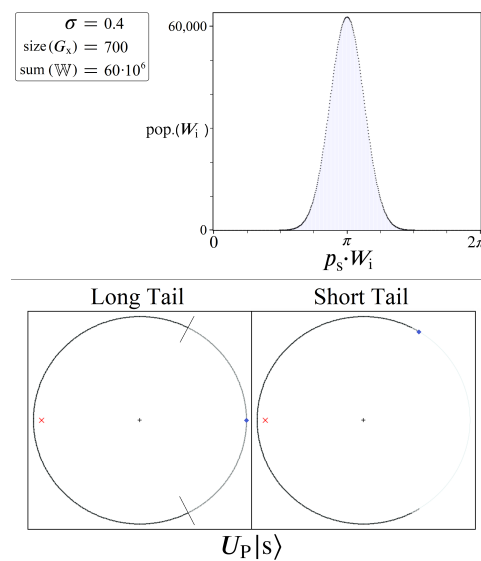 σ = 0.4
size (Gₓ) = 700
sum (𝕎) = 60·10⁶
60,000
pop.(Wᵢ )
0
0 π 2π
pₛ·Wᵢ
Long Tail Short Tail
U_P|s⟩